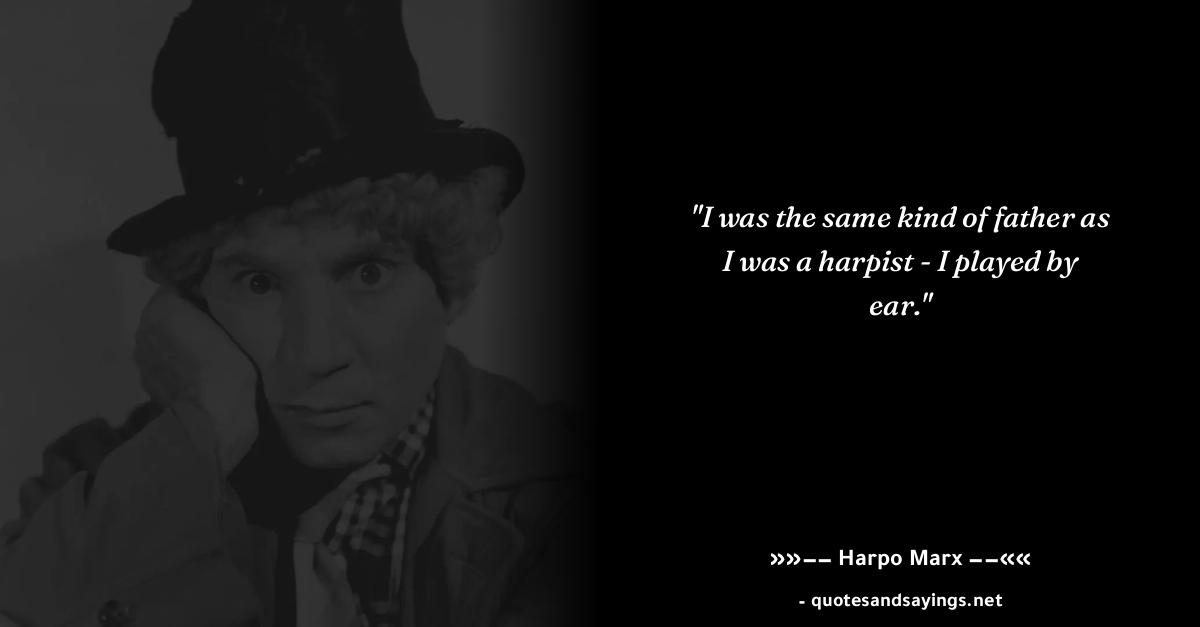 "I was the same kind of father as
I was a harpist - I played by
ear."
»»–– Harpo Marx ––««
- quotesandsayings.net